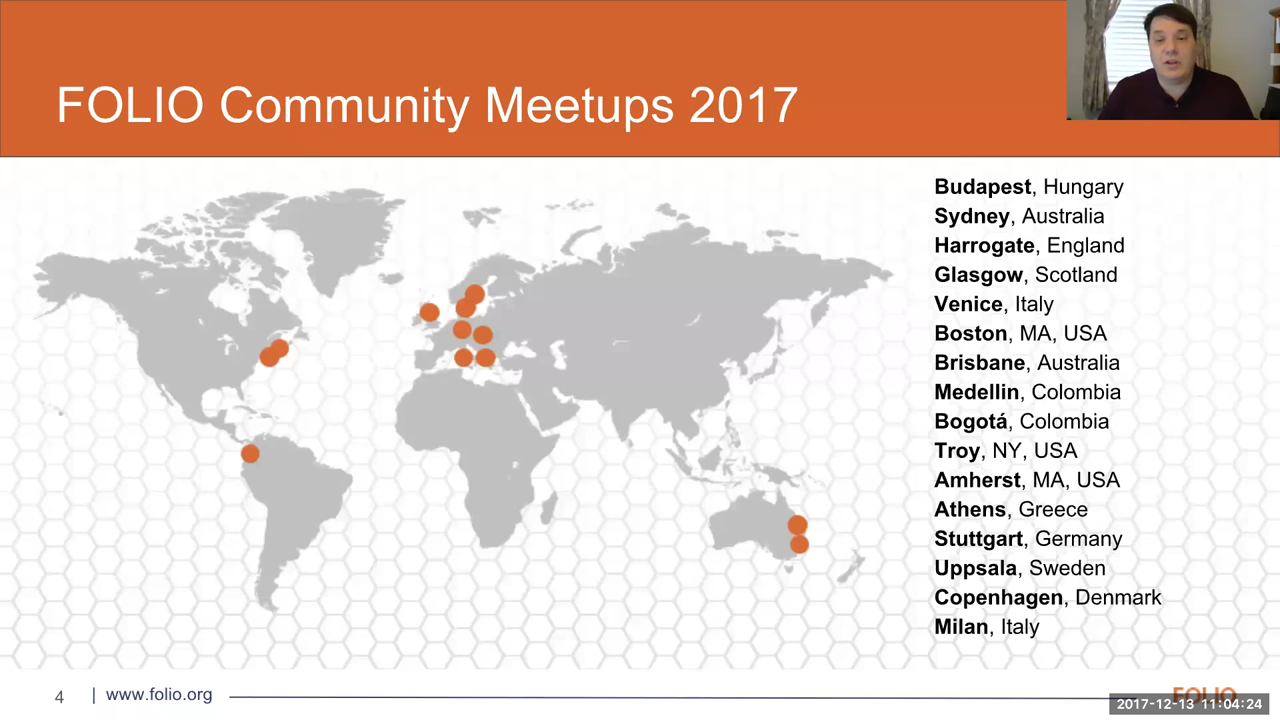 FOLIO Community Meetups 2017
Budapest, Hungary
Sydney, Australia
Harrogate, England
Glasgow, Scotland
Venice, Italy
Boston, MA, USA
Brisbane, Australia
Medellin, Colombia
Bogotá, Colombia
Troy, NY, USA
Amherst, MA, USA
Athens, Greece
Stuttgart, Germany
Uppsala, Sweden
Copenhagen, Denmark
Milan, Italy
4 | www.folio.org
FOLIO
2017-12-13 11:04:24